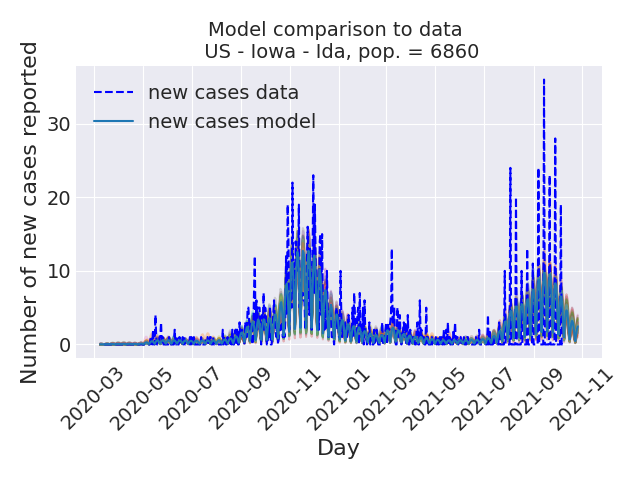 Model comparison to data
US - Iowa - Ida, pop. = 6860
Number of new cases reported
new cases data
new cases model
30
20
10
0
2020-03
2020-05
2020-07
2020-09
2020-11
2021-01
2021-03
2021-05
2021-07
2021-09
2021-11
Day